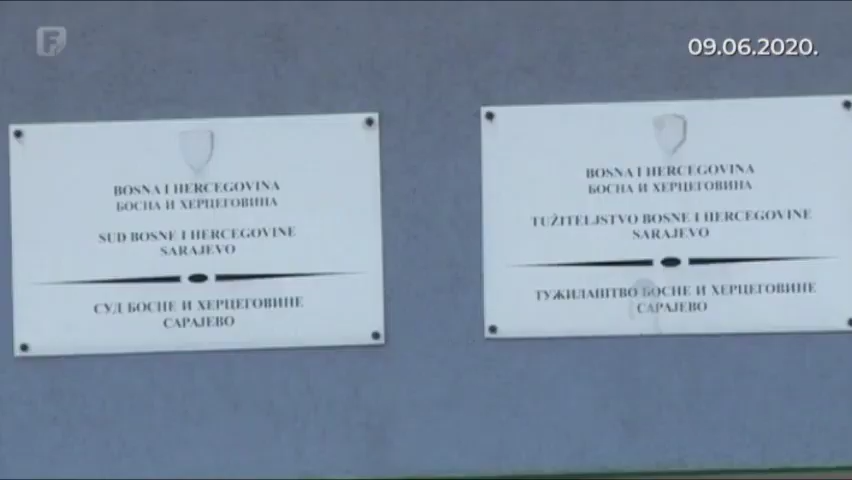 09.06.2020.
BOSNA I HERCEGOVINA
БОСНА И ХЕРЦЕГОВИНА
SUD BOSNE I HERCEGOVINE
SARAJEVO
СУД БОСНЕ И ХЕРЦЕГОВИНЕ
САРАЈЕВО
BOSNA I HERCEGOVINA
БОСНА И ХЕРЦЕГОВИНА
TUŽITELJSTVO BOSNE I HERCEGOVINE
SARAJEVO
ТУЖИЛАШТВО БОСНЕ И ХЕРЦЕГОВИНЕ
САРАЈЕВО